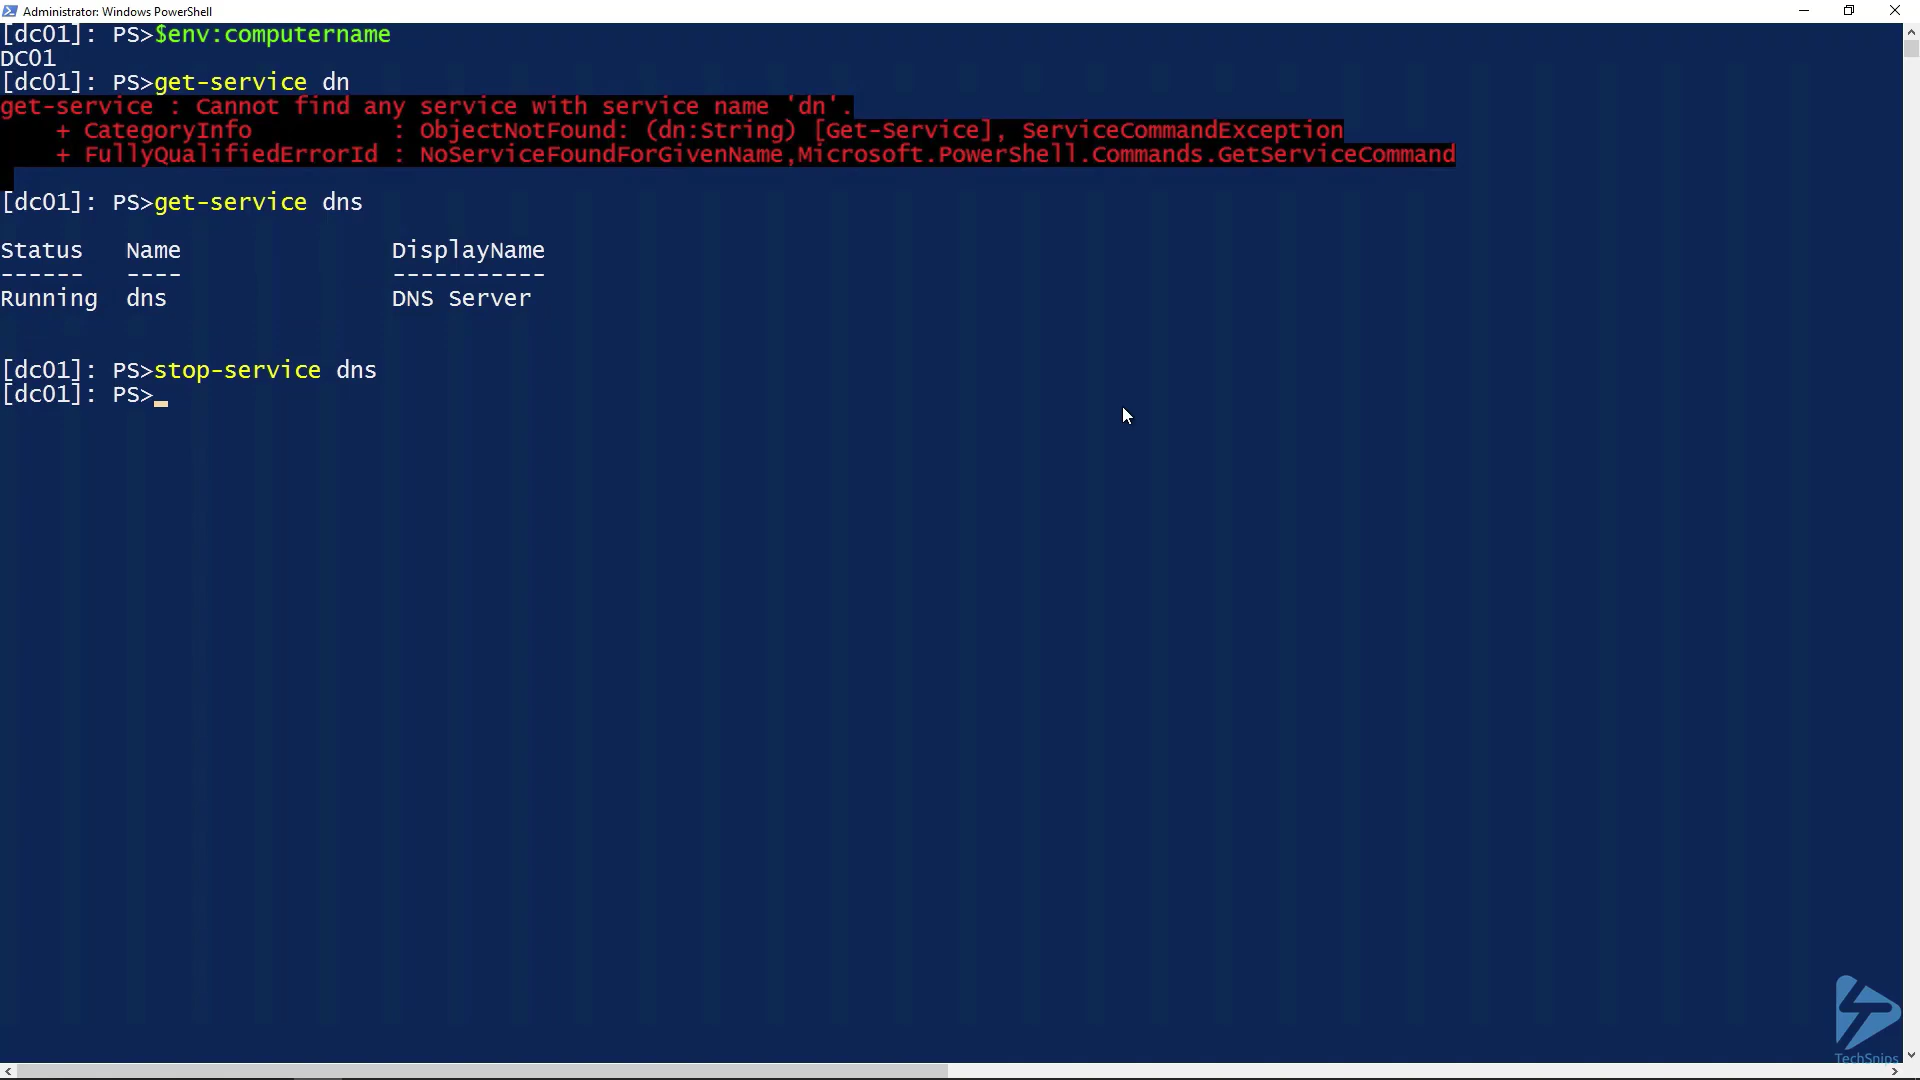 Administrator: Windows PowerShell
[dc01]: PS>$env:computername
DC01
[dc01]: PS>get-service dn
get-service : Cannot find any service with service name 'dn'.
    + CategoryInfo          : ObjectNotFound: (dn:String) [Get-Service], ServiceCommandException
    + FullyQualifiedErrorId : NoServiceFoundForGivenName,Microsoft.PowerShell.Commands.GetServiceCommand
[dc01]: PS>get-service dns
Status   Name               DisplayName
------   ----               -----------
Running  dns                DNS Server
[dc01]: PS>stop-service dns
[dc01]: PS>
TechSnips